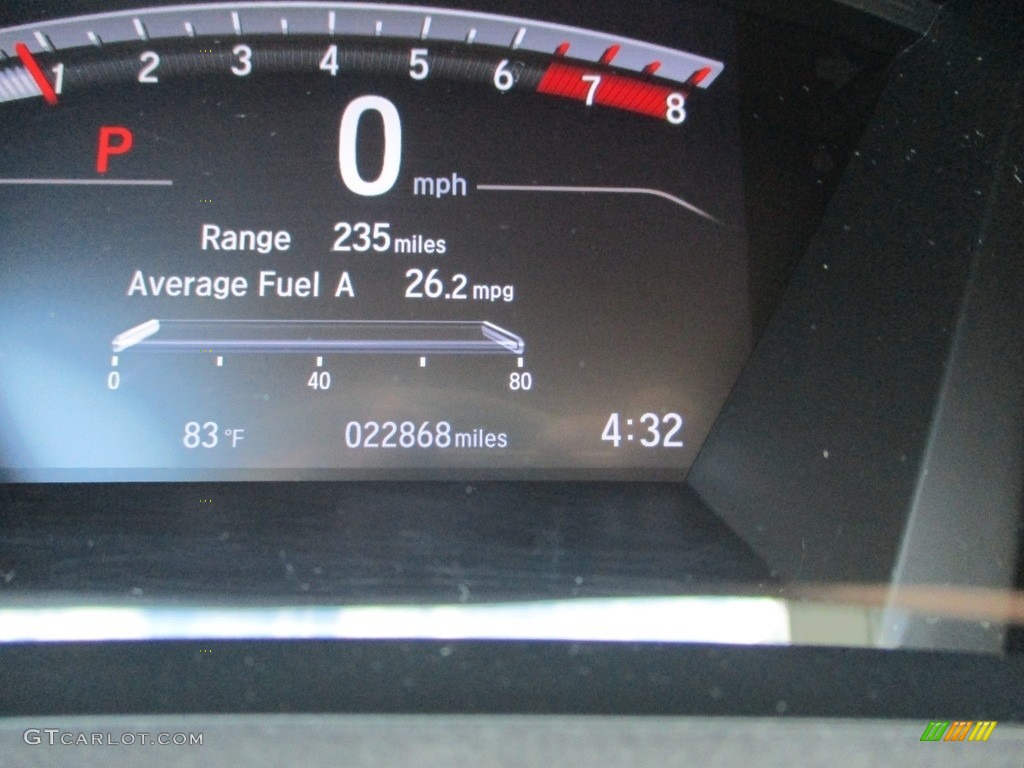 1 2 3 4 5 6 7 8
P
0 mph
Range 235 miles
Average Fuel A 26.2 mpg
0 40 80
83 °F 022868 miles 4:32
GTcarlot.com